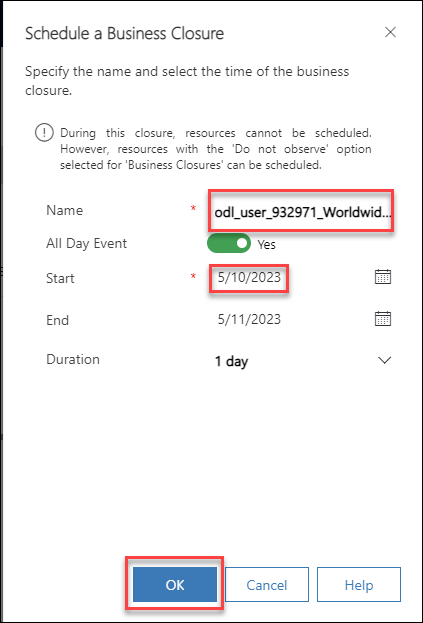 Schedule a Business Closure
Specify the name and select the time of the business
closure.
During this closure, resources cannot be scheduled.
However, resources with the 'Do not observe' option
selected for 'Business Closures' can be scheduled.
Name * odl_user_932971_Worldwid...
All Day Event Yes
Start * 5/10/2023
End 5/11/2023
Duration 1 day
OK Cancel Help